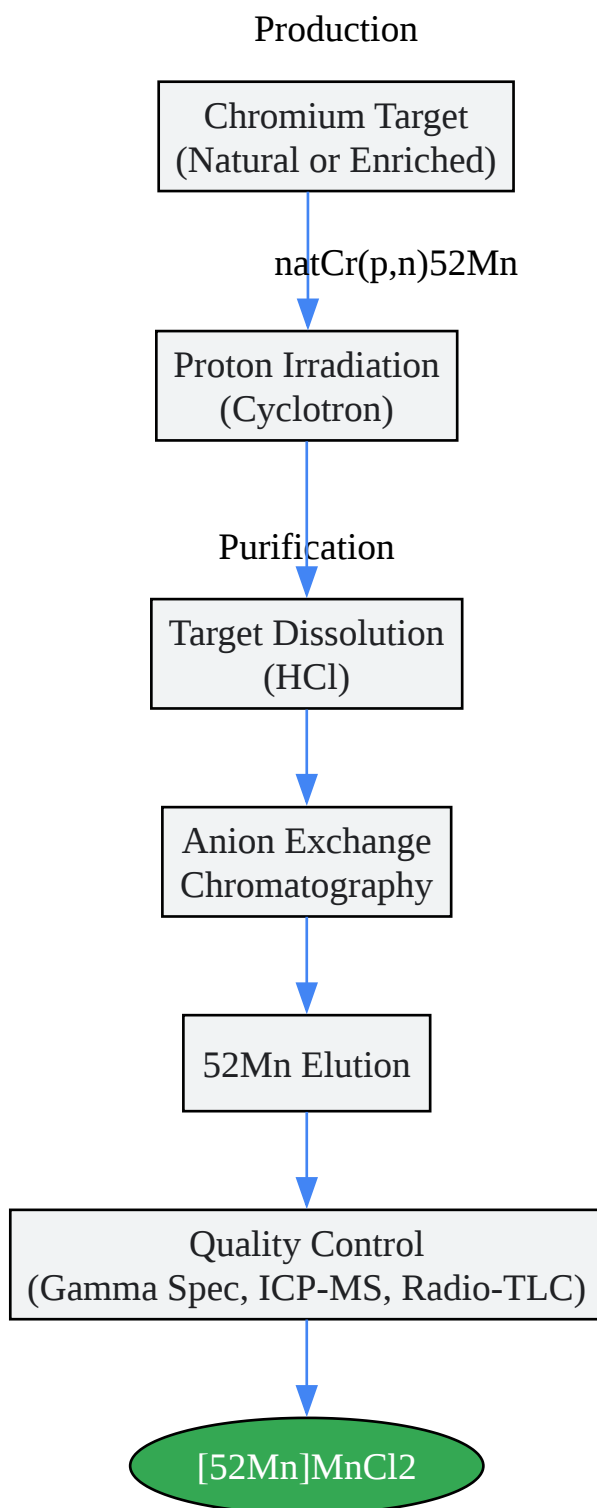 Production
Chromium Target
(Natural or Enriched)
natCr(p,n)52Mn
Proton Irradiation
(Cyclotron)
Purification
Target Dissolution
(HCl)
Anion Exchange
Chromatography
52Mn Elution
Quality Control
(Gamma Spec, ICP-MS, Radio-TLC)
[52Mn]MnCl2